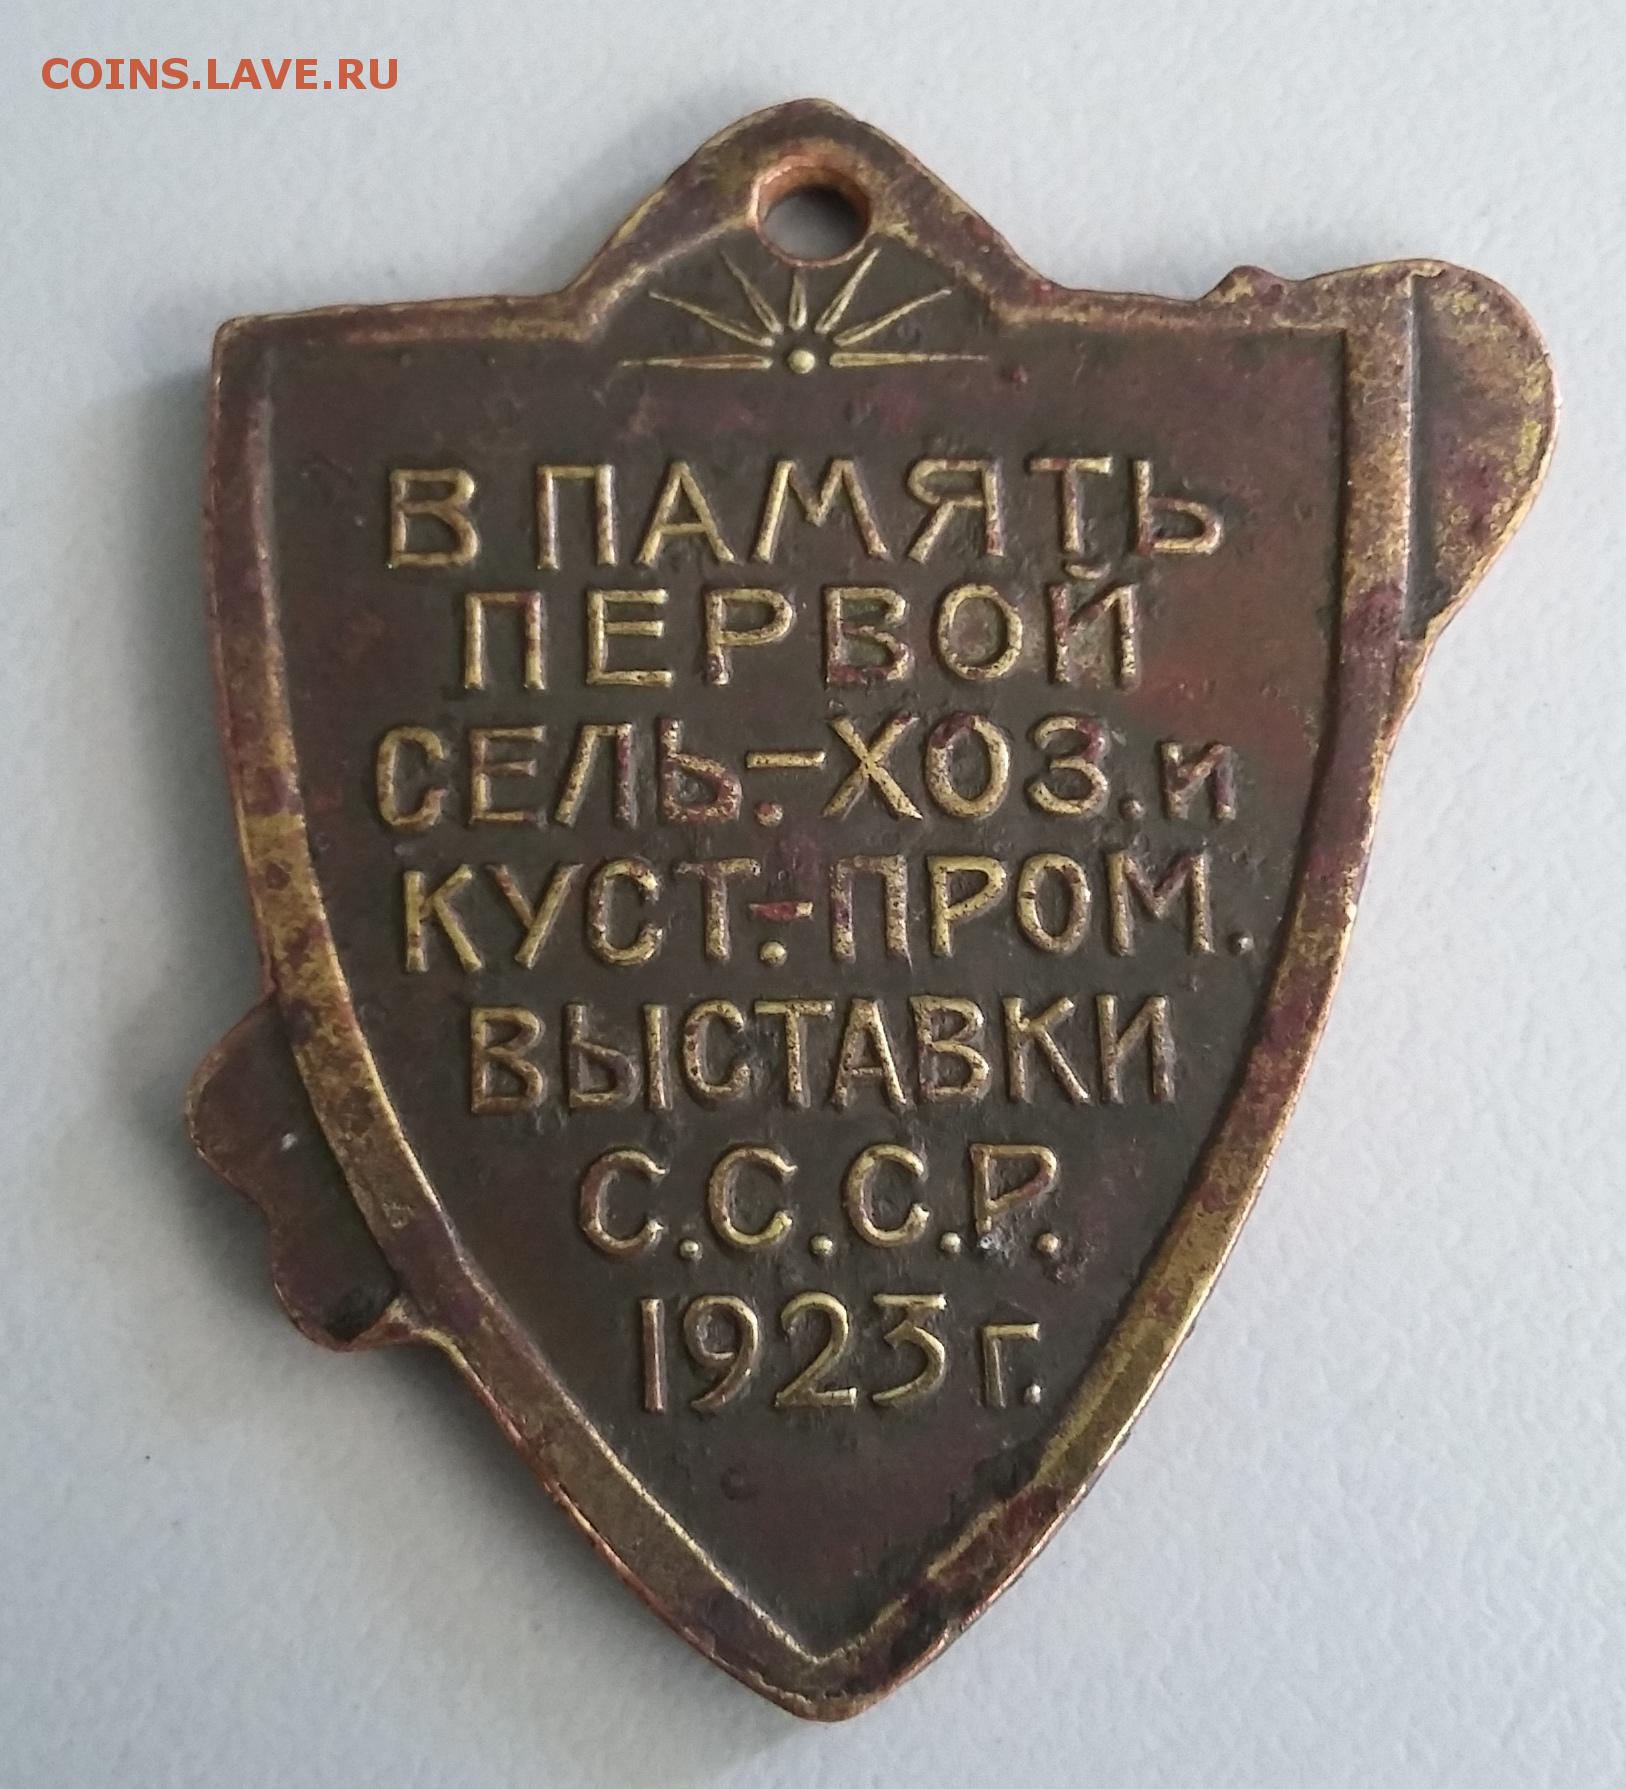 COINS.LAVE.RU
В ПАМЯТЬ
ПЕРВОЙ
СЕЛЬ.-ХОЗ. и
КУСТ.-ПРОМ.
ВЫСТАВКИ
С.С.С.Р.
1923 г.